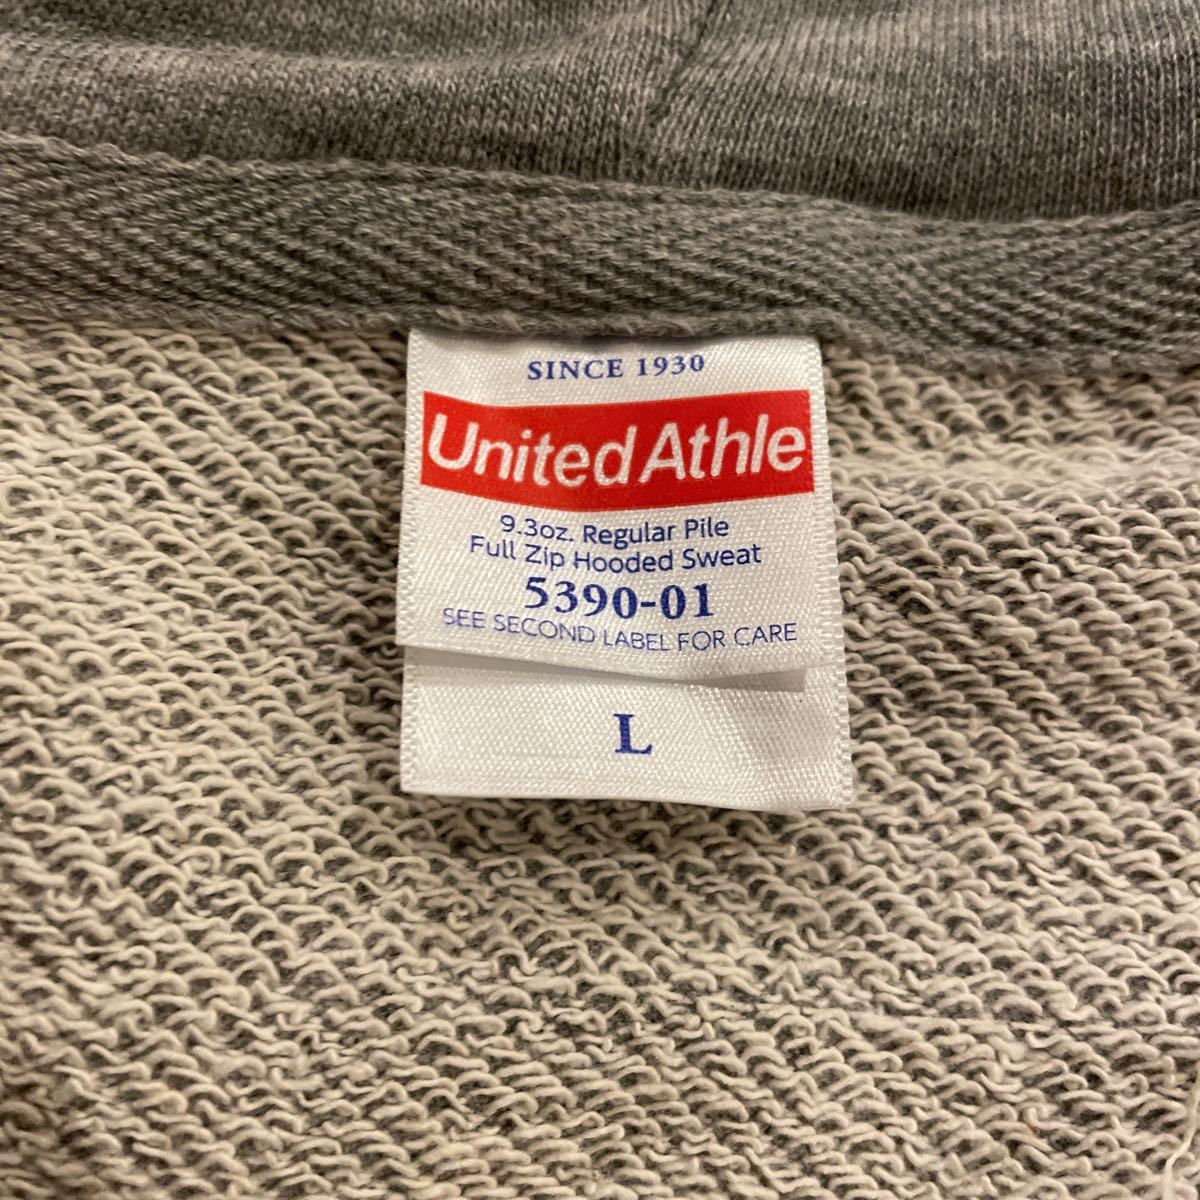 SINCE 1930
United Athle
9.3oz. Regular Pile
Full Zip Hooded Sweat
5390-01
SEE SECOND LABEL FOR CARE
L